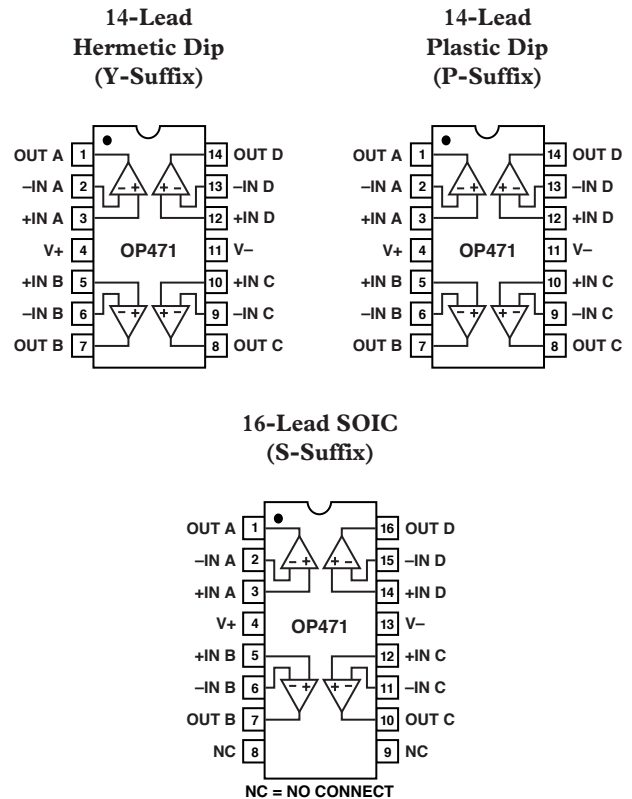 14-Lead
Hermetic Dip
(Y-Suffix)
OUT A 1 14 OUT D
–IN A 2 – + + – 13 –IN D
+IN A 3 12 +IN D
V+ 4 OP471 11 V–
+IN B 5 10 +IN C
–IN B 6 – + + – 9 –IN C
OUT B 7 8 OUT C
14-Lead
Plastic Dip
(P-Suffix)
OUT A 1 14 OUT D
–IN A 2 – + + – 13 –IN D
+IN A 3 12 +IN D
V+ 4 OP471 11 V–
+IN B 5 10 +IN C
–IN B 6 – + + – 9 –IN C
OUT B 7 8 OUT C
16-Lead SOIC
(S-Suffix)
OUT A 1 16 OUT D
–IN A 2 – + + – 15 –IN D
+IN A 3 14 +IN D
V+ 4 OP471 13 V–
+IN B 5 12 +IN C
–IN B 6 – + + – 11 –IN C
OUT B 7 10 OUT C
NC 8 9 NC
NC = NO CONNECT